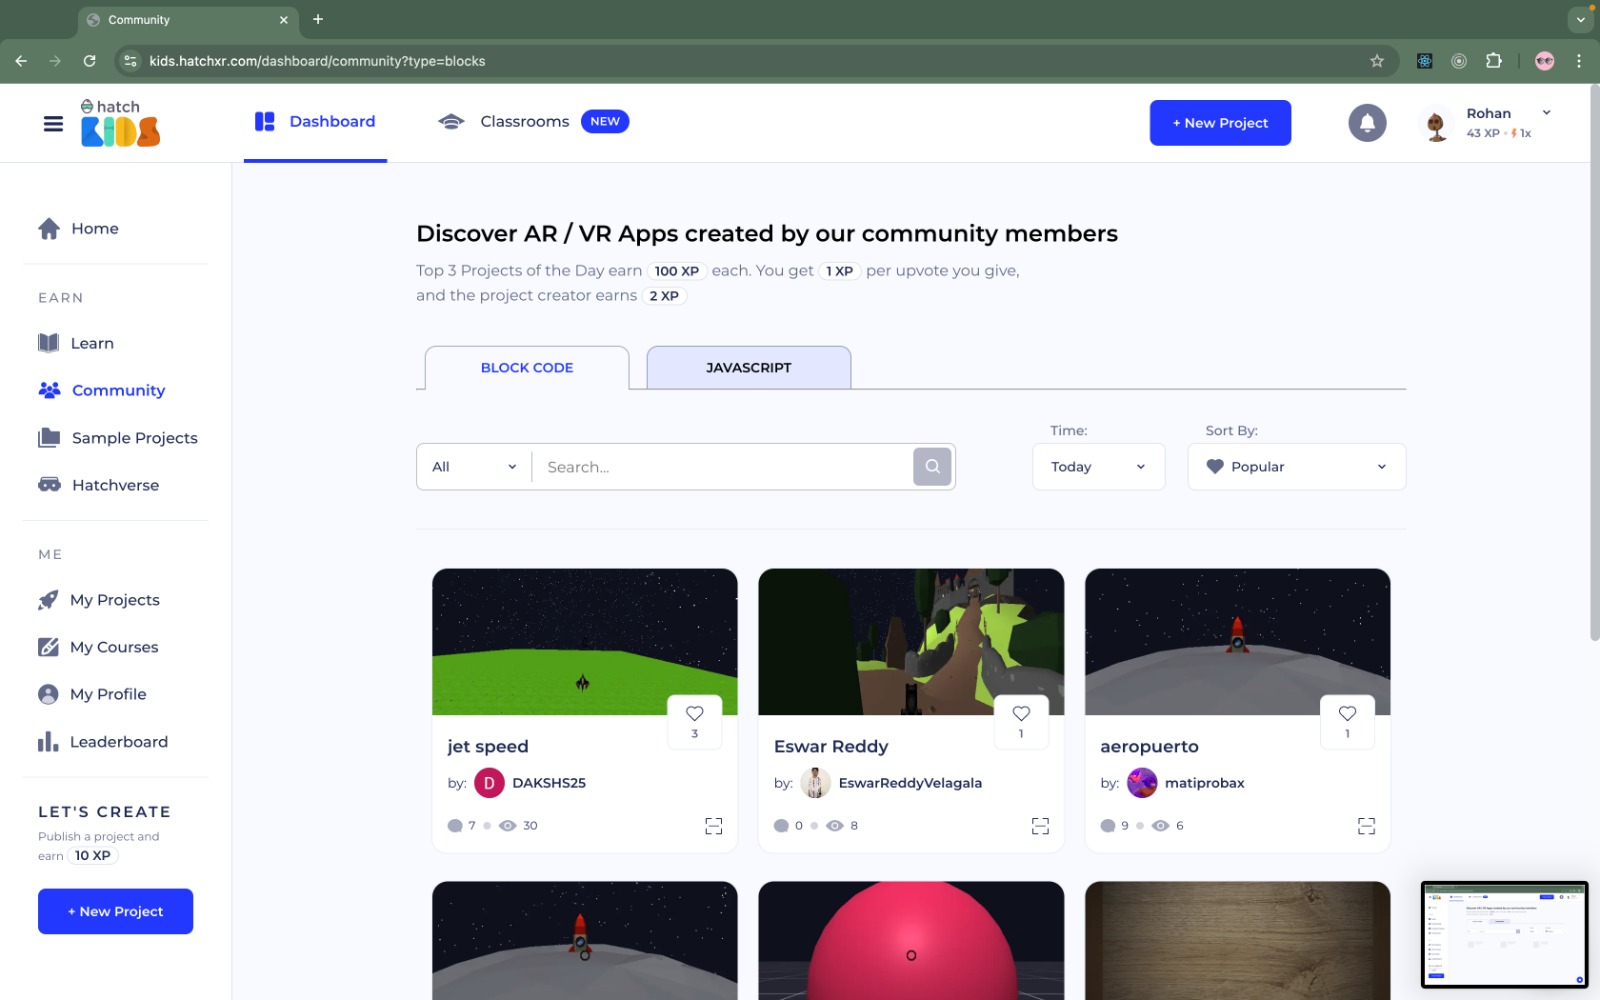 Community
kids.hatchxr.com/dashboard/community?type=blocks
hatch
KIDS
Dashboard
Classrooms NEW
+ New Project
Rohan
43 XP 1x
Home
EARN
Learn
Community
Sample Projects
Hatchverse
ME
My Projects
My Courses
My Profile
Leaderboard
LET'S CREATE
Publish a project and
earn 10 XP
+ New Project
Discover AR / VR Apps created by our community members
Top 3 Projects of the Day earn 100 XP each. You get 1 XP per upvote you give,
and the project creator earns 2 XP
BLOCK CODE
JAVASCRIPT
Time:
Sort By:
All
Search...
Today
Popular
3
jet speed
by: D DAKSHS25
7 30
1
Eswar Reddy
by: EswarReddyVelagala
0 8
1
aeropuerto
by: matiprobax
9 6